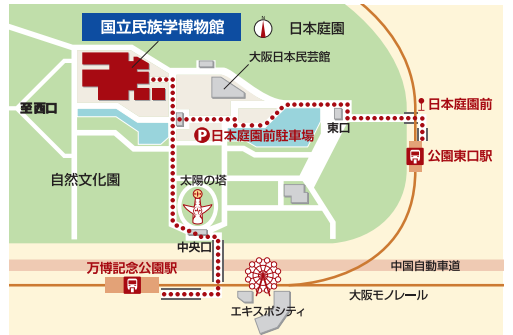 国立民族学博物館
N
日本庭園
大阪日本民芸館
至西口
日本庭園前
P日本庭園前駐車場
東口
公園東口駅
自然文化園
太陽の塔
中央口
万博記念公園駅
中国自動車道
大阪モノレール
エキスポシティ